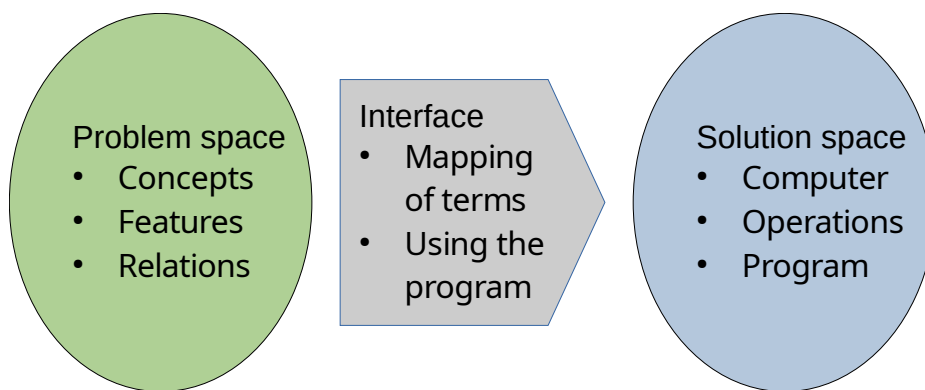 Problem space
• Concepts
• Features
• Relations
Interface
• Mapping
of terms
• Using the
program
Solution space
• Computer
• Operations
• Program